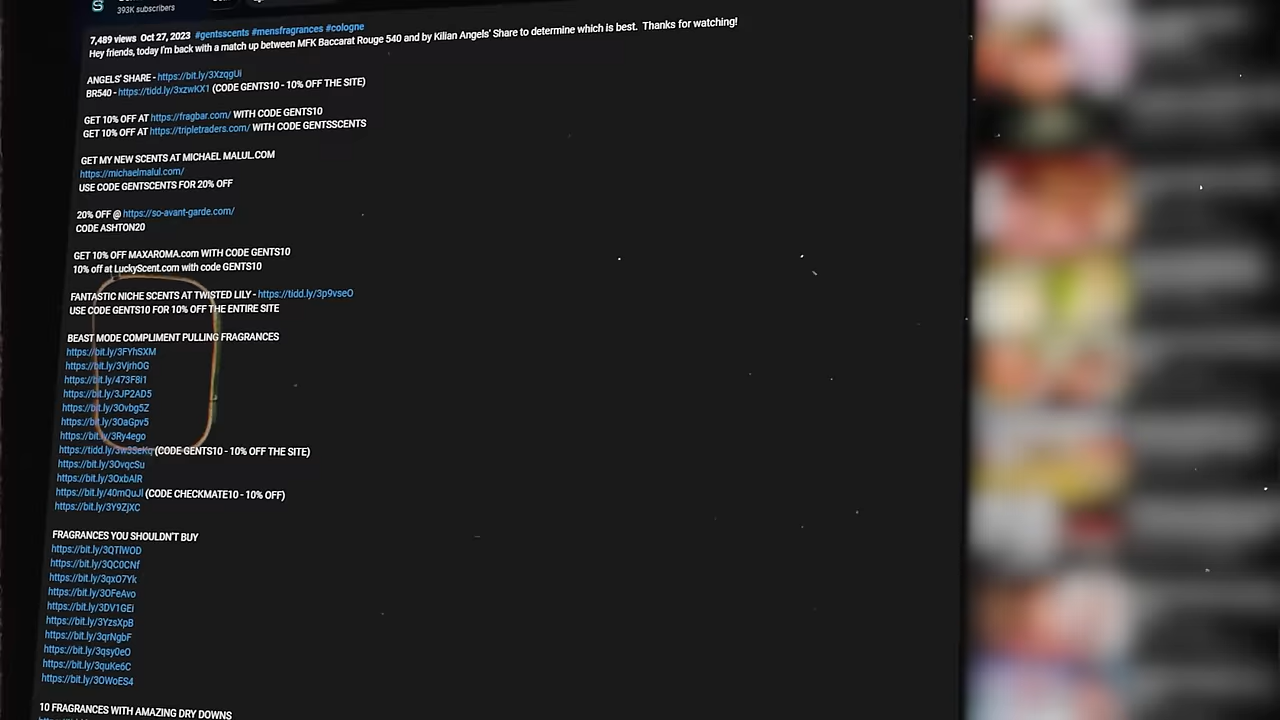 393K subscribers
7,489 views Oct 27, 2023 #gentsscents #mensfragrances #cologne
Hey friends, today I'm back with a match up between MFK Baccarat Rouge 540 and by Kilian Angels' Share to determine which is best. Thanks for watching!
ANGELS' SHARE - https://bit.ly/3XzqgUi
BR540 - https://tidd.ly/3xzwKX1 (CODE GENTS10 - 10% OFF THE SITE)
GET 10% OFF AT https://fragbar.com/ WITH CODE GENTS10
GET 10% OFF AT https://tripletraders.com/ WITH CODE GENTSSCENTS
GET MY NEW SCENTS AT MICHAEL MALUL.COM
https://michaelmalul.com/
USE CODE GENTSCENTS FOR 20% OFF
20% OFF @ https://so-avant-garde.com/
CODE ASHTON20
GET 10% OFF MAXAROMA.com WITH CODE GENTS10
10% off at LuckyScent.com with code GENTS10
FANTASTIC NICHE SCENTS AT TWISTED LILY - https://tidd.ly/3p9vseO
USE CODE GENTS10 FOR 10% OFF THE ENTIRE SITE
BEAST MODE COMPLIMENT PULLING FRAGRANCES
https://bit.ly/3FYhSXM
https://bit.ly/3VjrhOG
https://bit.ly/473F8I1
https://bit.ly/3JP2AD5
https://bit.ly/3Ovbg5Z
https://bit.ly/3OaGpv5
https://bit.ly/3Ry4ego
https://tidd.ly/3w3SeKq (CODE GENTS10 - 10% OFF THE SITE)
https://bit.ly/3OvqcSu
https://bit.ly/3OxbAlR
https://bit.ly/40mQuJl (CODE CHECKMATE10 - 10% OFF)
https://bit.ly/3Y9ZjXC
FRAGRANCES YOU SHOULDN'T BUY
https://bit.ly/3QTlWOD
https://bit.ly/3QC0CNf
https://bit.ly/3qxO7Yk
https://bit.ly/3OFeAvo
https://bit.ly/3DV1GEi
https://bit.ly/3YzsXpB
https://bit.ly/3qrNgbF
https://bit.ly/3qsy0eO
https://bit.ly/3quKe6C
https://bit.ly/3OWoES4
10 FRAGRANCES WITH AMAZING DRY DOWNS